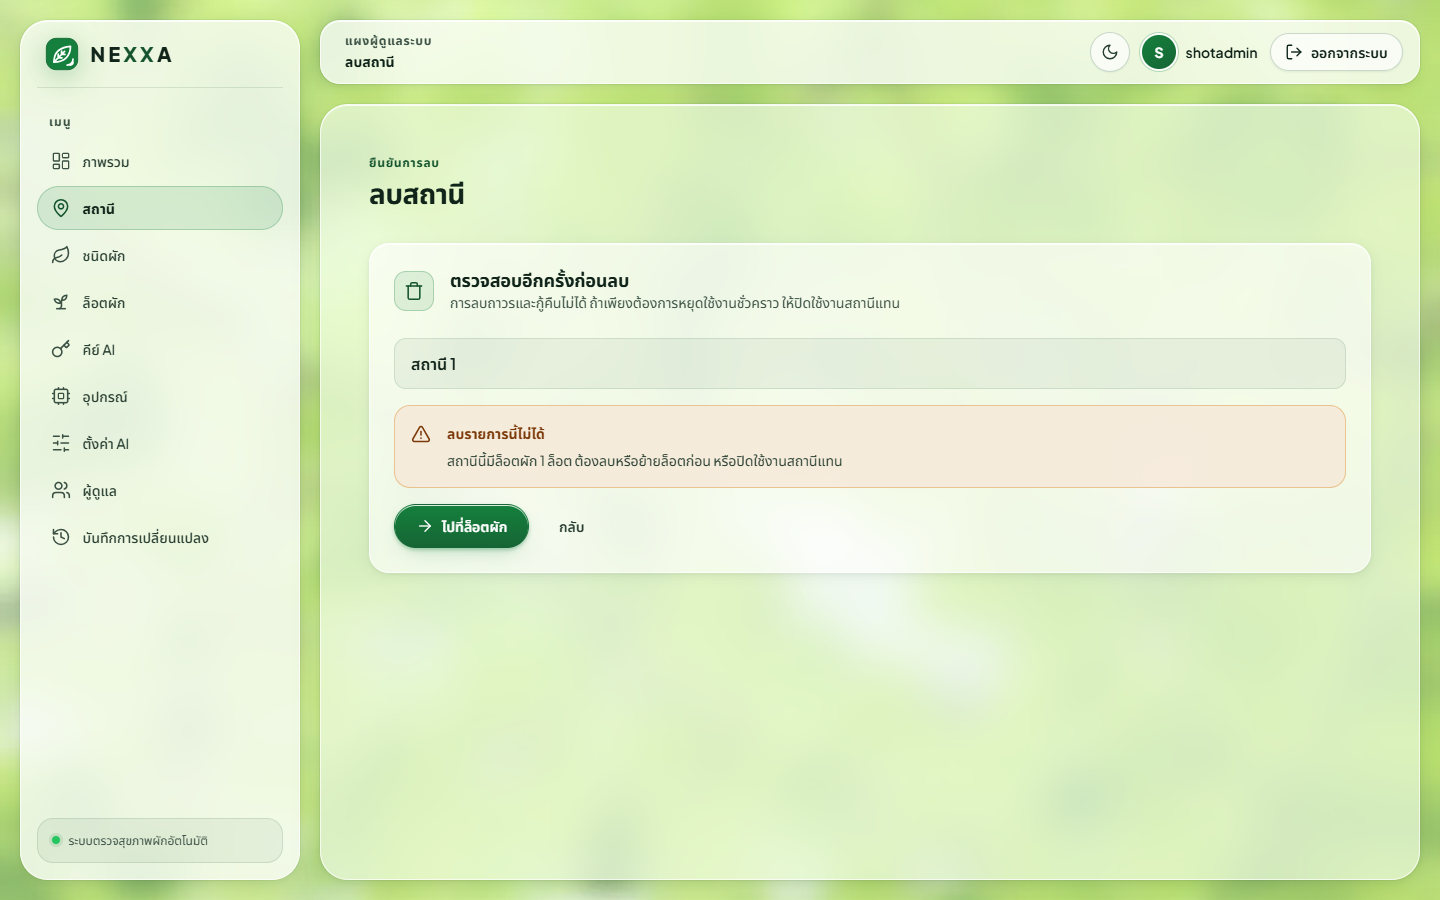 NEXXA
เมนู
ภาพรวม
สถานี
ชนิดผัก
ล็อตผัก
คีย์ AI
อุปกรณ์
ตั้งค่า AI
ผู้ดูแล
บันทึกการเปลี่ยนแปลง
ระบบตรวจสุขภาพผักอัตโนมัติ
แผงผู้ดูแลระบบ
ลบสถานี
S shotadmin
ออกจากระบบ
ยืนยันการลบ
ลบสถานี
ตรวจสอบอีกครั้งก่อนลบ
การลบถาวรและกู้คืนไม่ได้ ถ้าเพียงต้องการหยุดใช้งานชั่วคราว ให้ปิดใช้งานสถานีแทน
สถานี 1
ลบรายการนี้ไม่ได้
สถานีนี้มีล็อตผัก 1 ล็อต ต้องลบหรือย้ายล็อตก่อน หรือปิดใช้งานสถานีแทน
ไปที่ล็อตผัก
กลับ